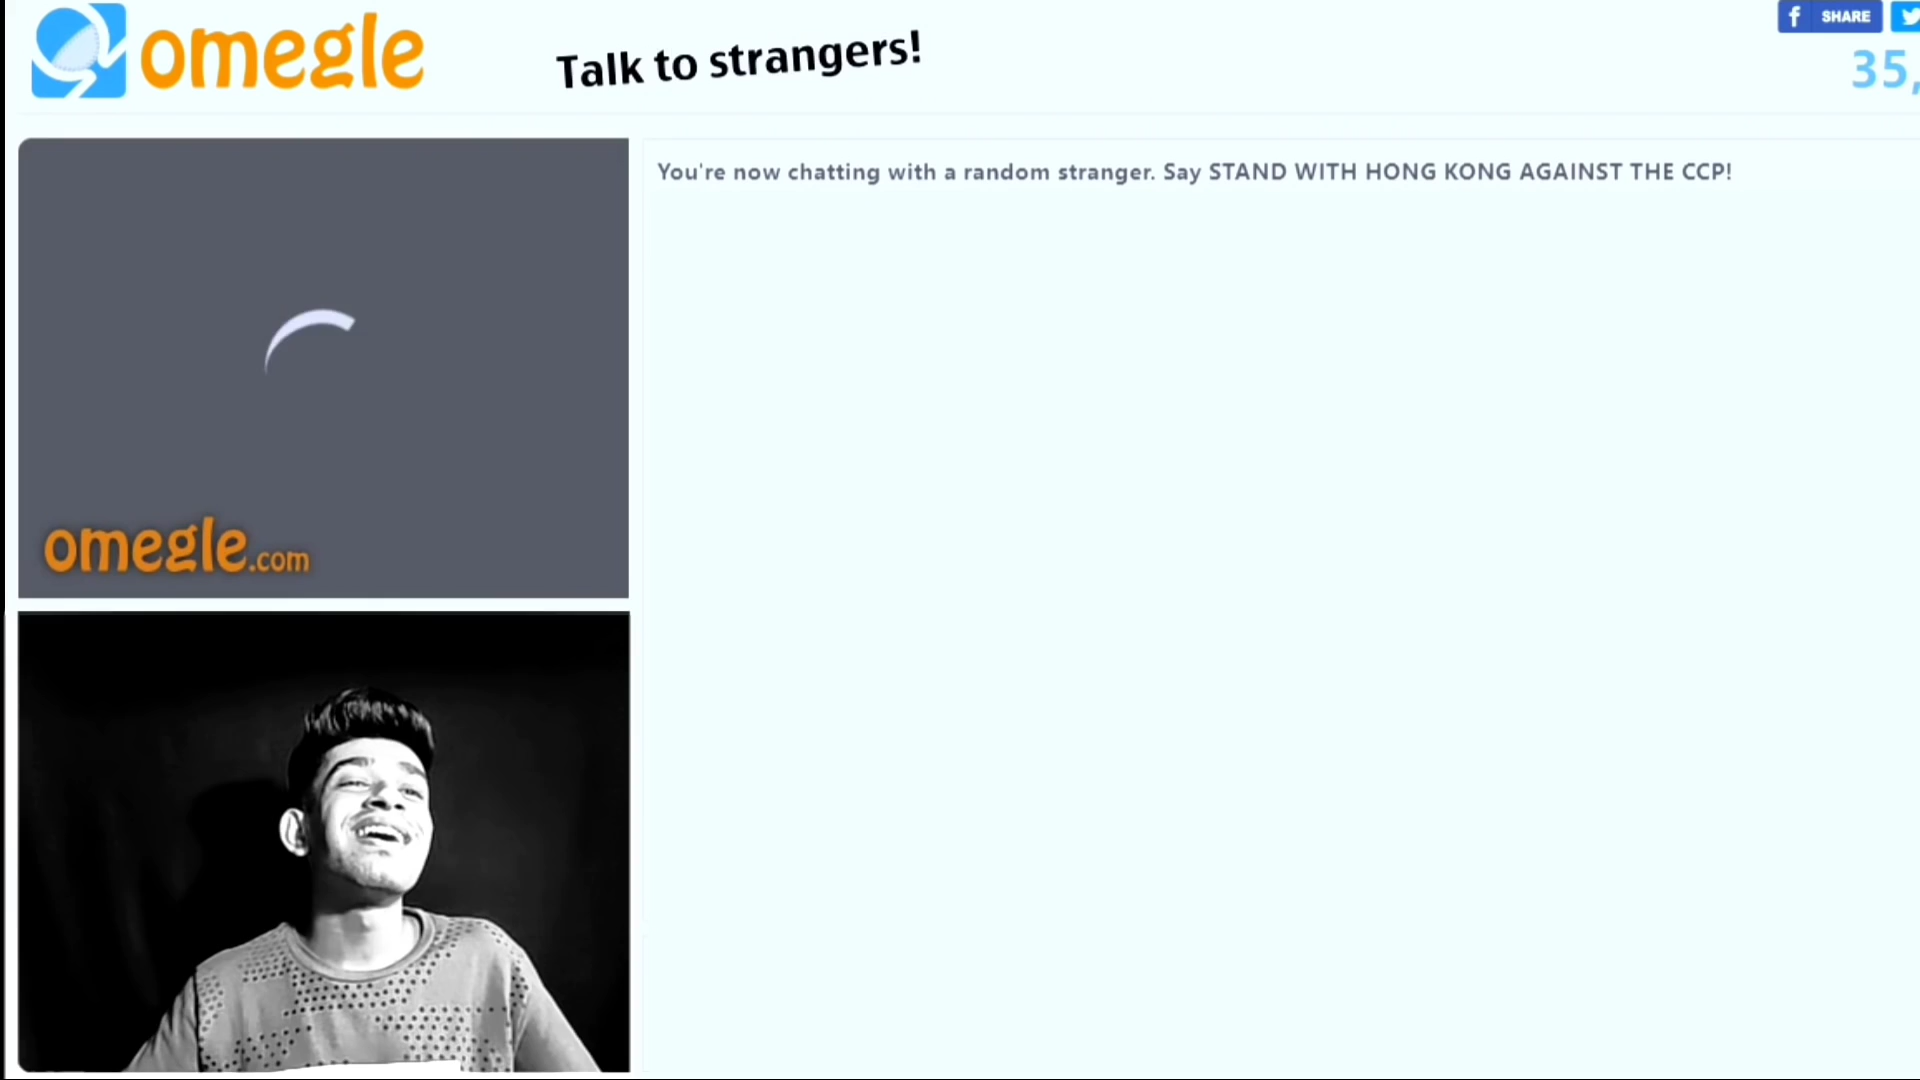 omegle
Talk to strangers!
f SHARE
35,
You're now chatting with a random stranger. Say STAND WITH HONG KONG AGAINST THE CCP!
omegle.com